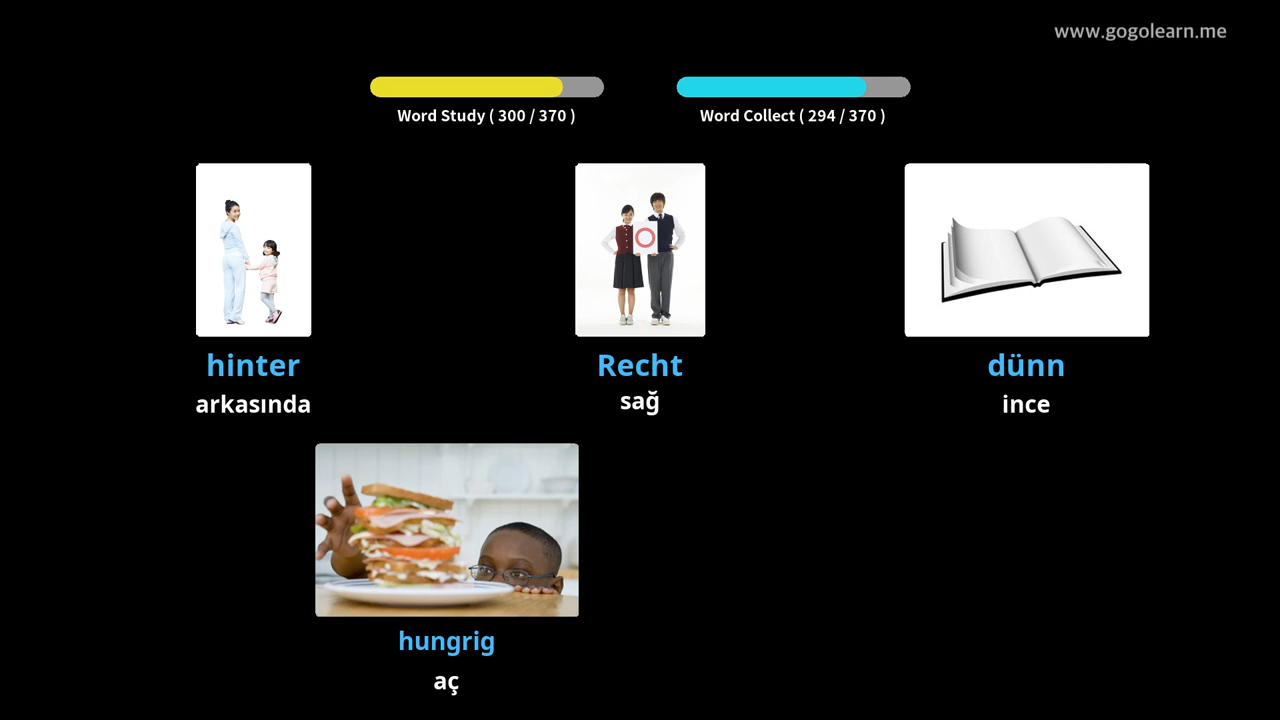 www.gogolearn.me
Word Study ( 300 / 370 )
Word Collect ( 294 / 370 )
hinter
arkasında
Recht
sağ
dünn
ince
hungrig
aç